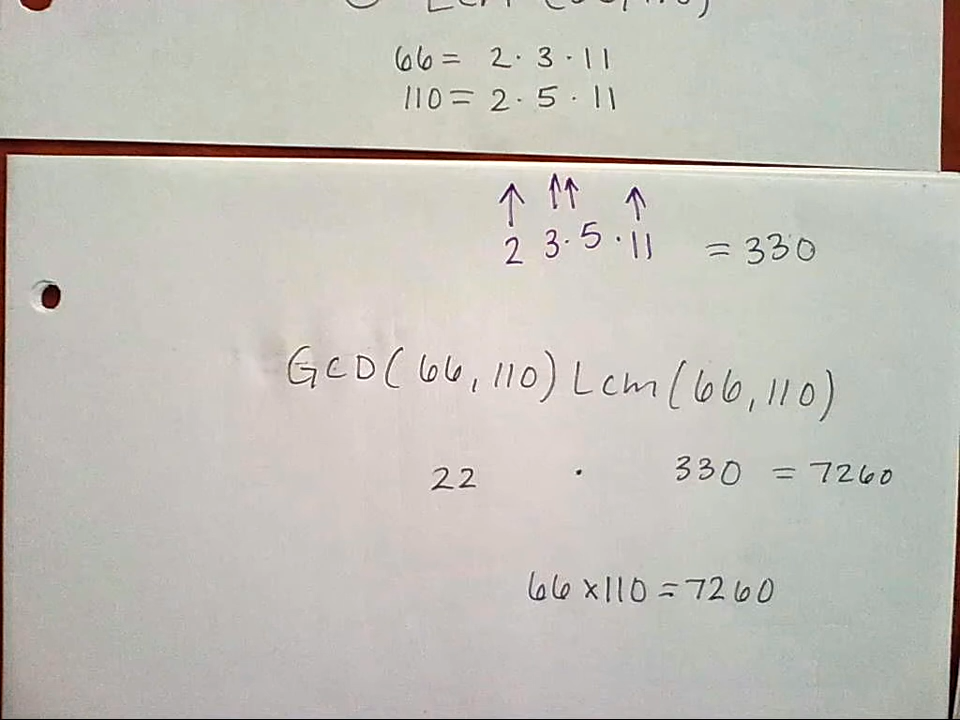 66 = 2 · 3 · 11
110 = 2 · 5 · 11
↑ ↑↑ ↑
2 3 · 5 · 11 = 330
GCD(66, 110) Lcm(66, 110)
22 · 330 = 7260
66 x 110 = 7260